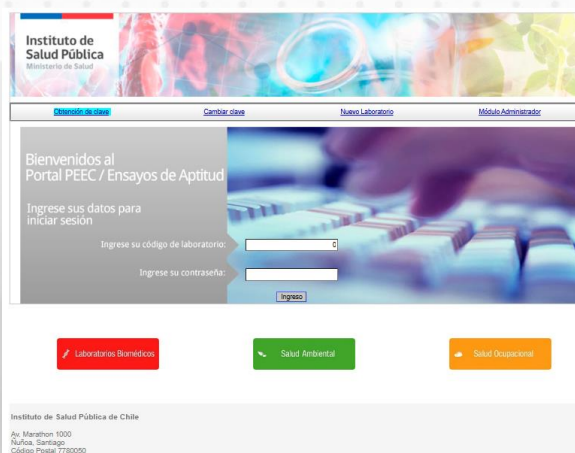 Instituto de
Salud Pública
Ministerio de Salud
Obtención de clave
Cambiar clave
Nuevo Laboratorio
Módulo Administrador
Bienvenidos al
Portal PEEC / Ensayos de Aptitud
Ingrese sus datos para
iniciar sesión
Ingrese su código de laboratorio:
0
Ingrese su contraseña:
Ingreso
Laboratorios Biomédicos
Salud Ambiental
Salud Ocupacional
Instituto de Salud Pública de Chile
Av. Marathon 1000
Ñuñoa, Santiago
Código Postal 7780050